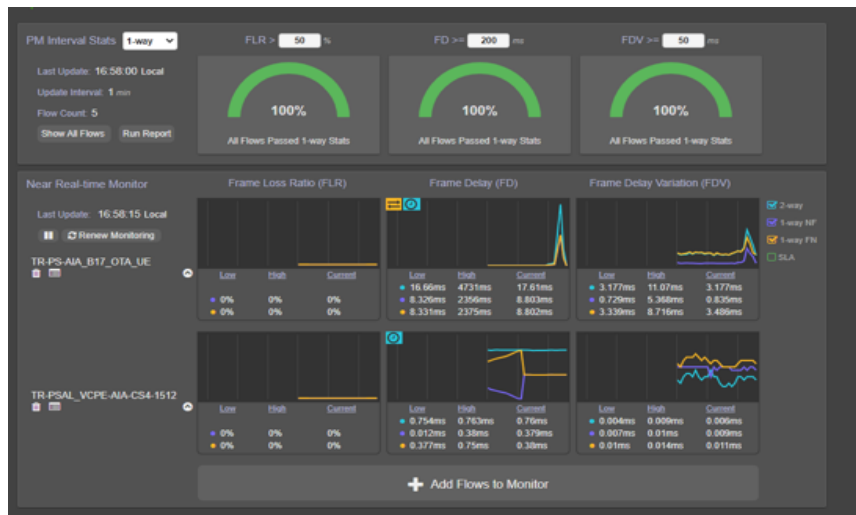 PM Interval Stats 1-way FLR > 50 % FD >= 200 ms FDV >= 50 ms
Last Update: 16:58:00 Local
Update Interval: 1 min
Flow Count: 5
Show All Flows Run Report
100% 100% 100%
All Flows Passed 1-way Stats All Flows Passed 1-way Stats All Flows Passed 1-way Stats
Near Real-time Monitor Frame Loss Ratio (FLR) Frame Delay (FD) Frame Delay Variation (FDV)
Last Update: 16:58:15 Local
Renew Monitoring
2-way
1-way NF
1-way FN
SLA
TR-PS-AIA_B17_OTA_UE
Low High Current Low High Current Low High Current
16.66ms 4731ms 17.61ms 3.177ms 11.07ms 3.177ms
0% 0% 0% 8.326ms 2356ms 8.803ms 0.729ms 5.368ms 0.835ms
0% 0% 0% 8.331ms 2375ms 8.802ms 3.339ms 8.716ms 3.486ms
TR-PSAL_VCPE-AIA-CS4-1512
Low High Current Low High Current Low High Current
0.754ms 0.763ms 0.76ms 0.004ms 0.009ms 0.006ms
0% 0% 0% 0.012ms 0.38ms 0.379ms 0.007ms 0.01ms 0.009ms
0% 0% 0% 0.377ms 0.75ms 0.38ms 0.01ms 0.014ms 0.011ms
Add Flows to Monitor